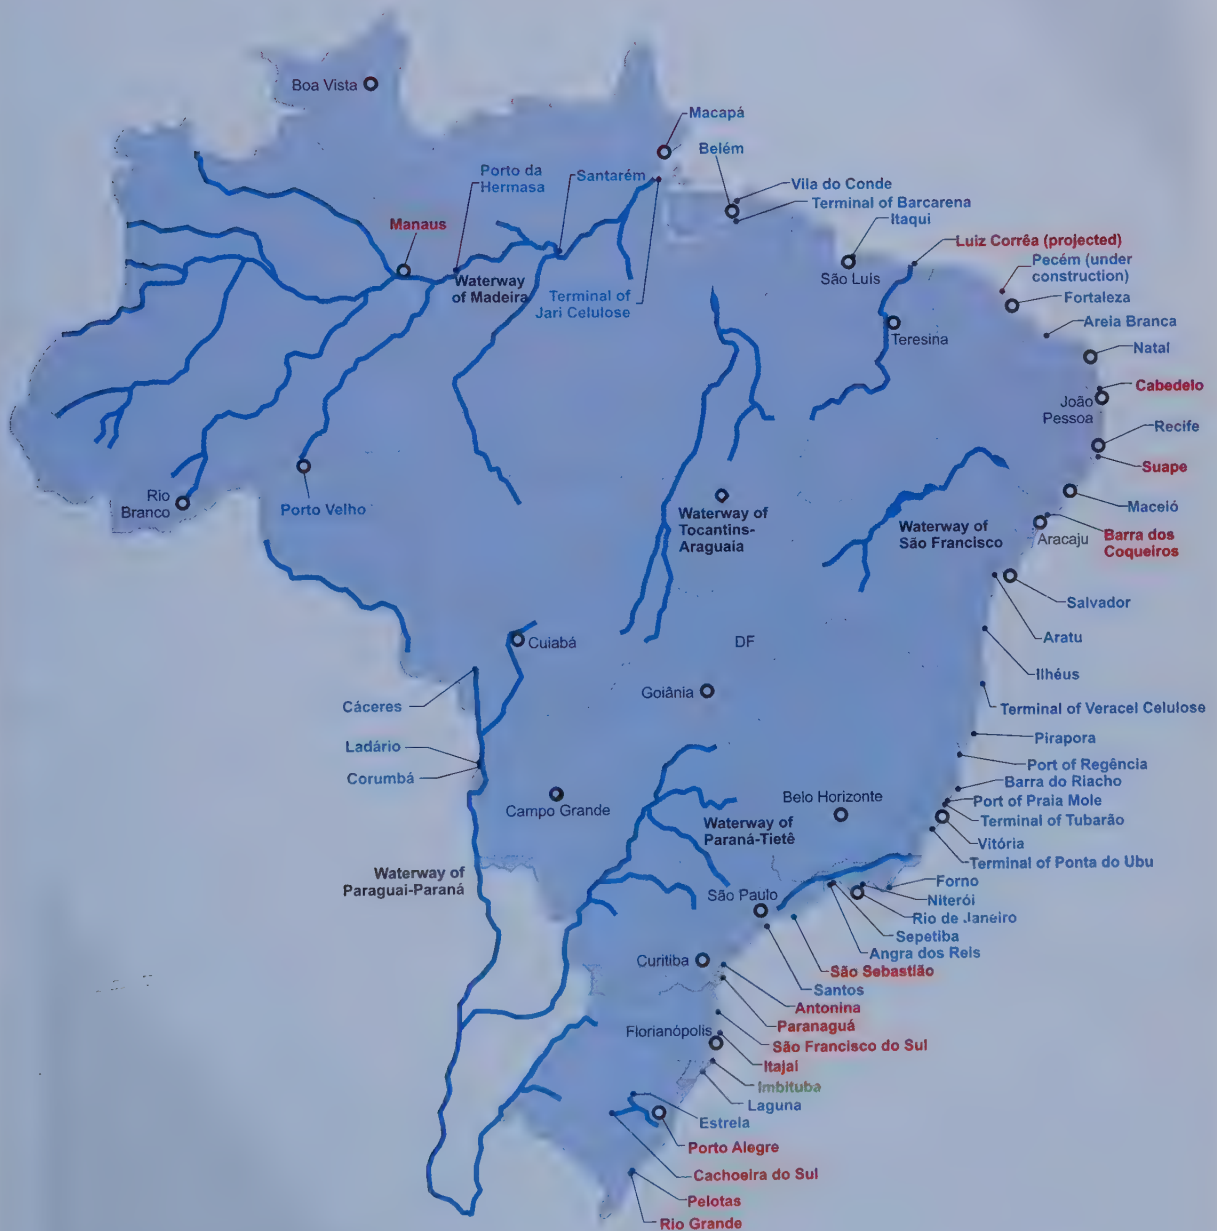 Boa Vista
Macapá
Belém
Porto da
Hermasa
Santarém
Vila do Conde
Terminal of Barcarena
Itaqui
Manaus
Luiz Corrêa (projected)
Pecém (under
construction)
Waterway
of Madeira
São Luis
Terminal of
Jari Celulose
Fortaleza
Areia Branca
Teresina
Natal
Cabedelo
João
Pessoa
Recife
Suape
Rio
Branco
Porto Velho
Waterway of
Tocantins-
Araguaia
Waterway of
São Francisco
Maceió
Aracaju
Barra dos
Coqueiros
Salvador
Aratu
Cuiabá
DF
Ilhéus
Goiânia
Cáceres
Terminal of Veracel Celulose
Ladário
Pirapora
Corumbá
Port of Regência
Barra do Riacho
Belo Horizonte
Port of Praia Mole
Campo Grande
Terminal of Tubarão
Waterway of
Paraná-Tietê
Vitória
Terminal of Ponta do Ubu
Waterway of
Paraguai-Paraná
Forno
São Paulo
Niterói
Rio de Janeiro
Sepetiba
Angra dos Reis
Curitiba
São Sebastião
Santos
Antonina
Paranaguá
Florianópolis
São Francisco do Sul
Itajaí
Imbituba
Laguna
Estrela
Porto Alegre
Cachoeira do Sul
Pelotas
Rio Grande